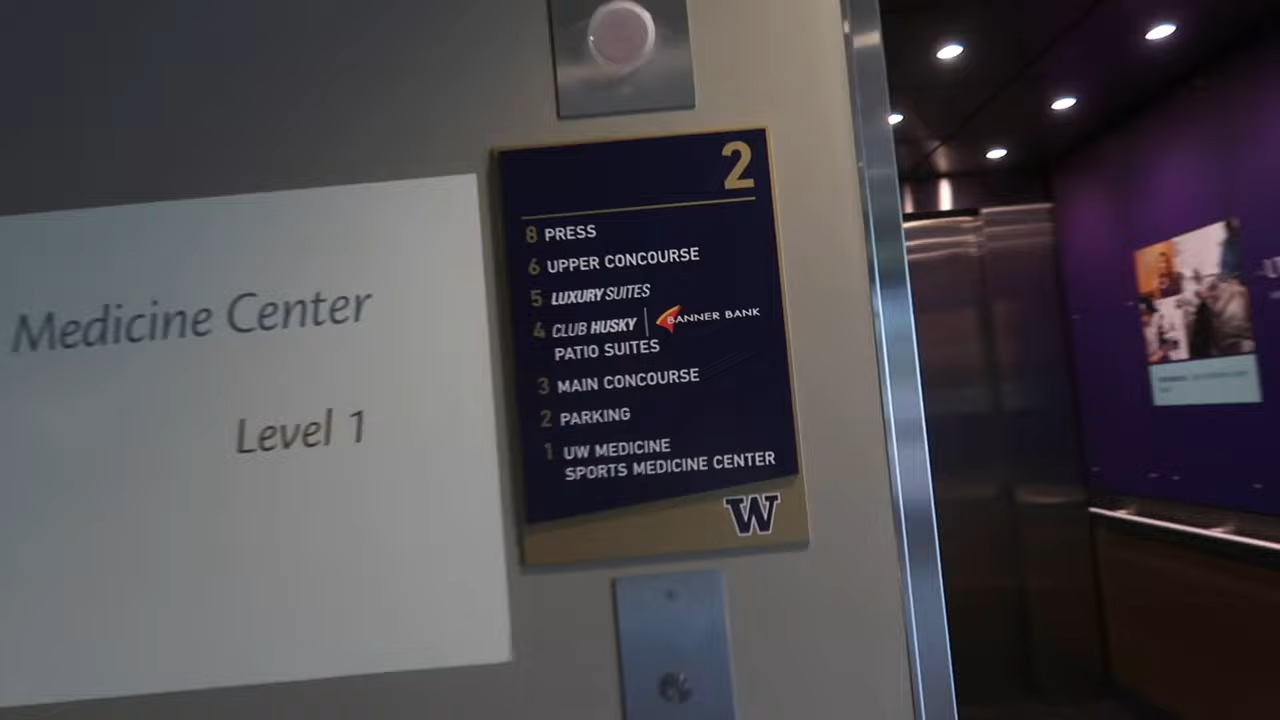 Medicine Center
Level 1
2
8 PRESS
6 UPPER CONCOURSE
5 LUXURY SUITES
4 CLUB HUSKY | BANNER BANK
PATIO SUITES
3 MAIN CONCOURSE
2 PARKING
1 UW MEDICINE
SPORTS MEDICINE CENTER
W